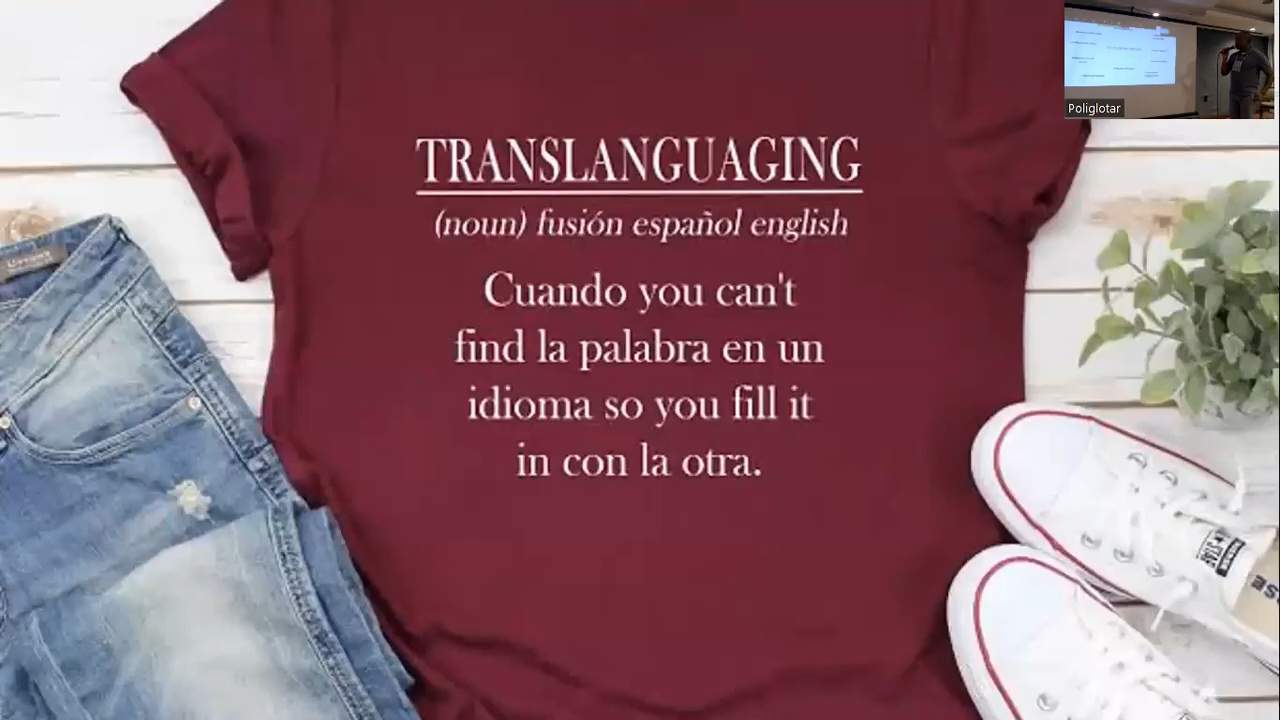 TRANSLANGUAGING
(noun) fusión español english
Cuando you can't
find la palabra en un
idioma so you fill it
in con la otra.
Poliglotar